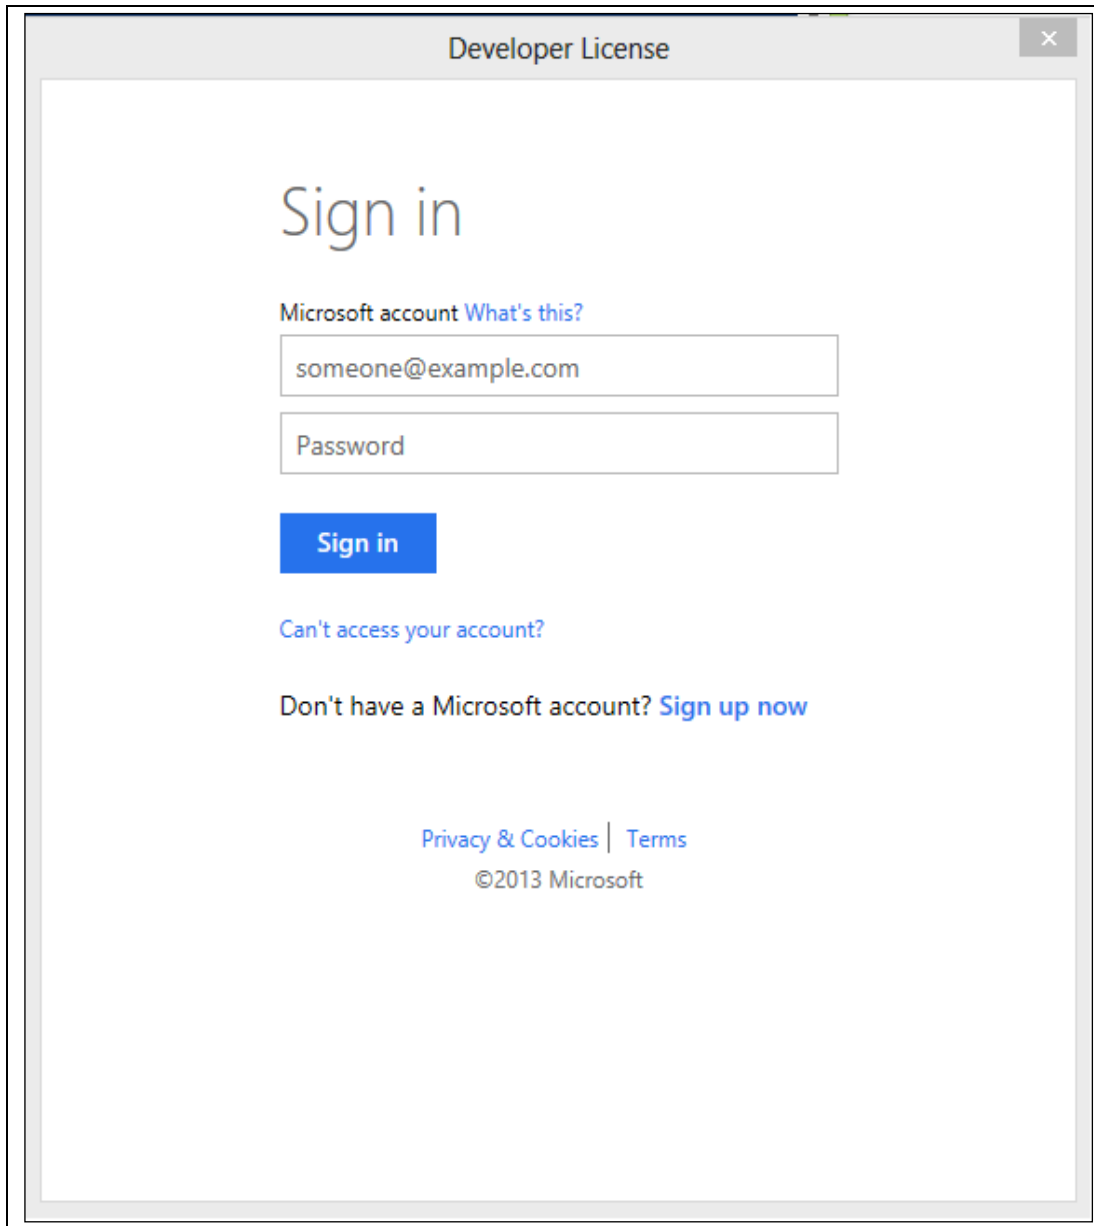 Developer License
Sign in
Microsoft account What's this?
someone@example.com
Password
Sign in
Can't access your account?
Don't have a Microsoft account? Sign up now
Privacy & Cookies | Terms
©2013 Microsoft